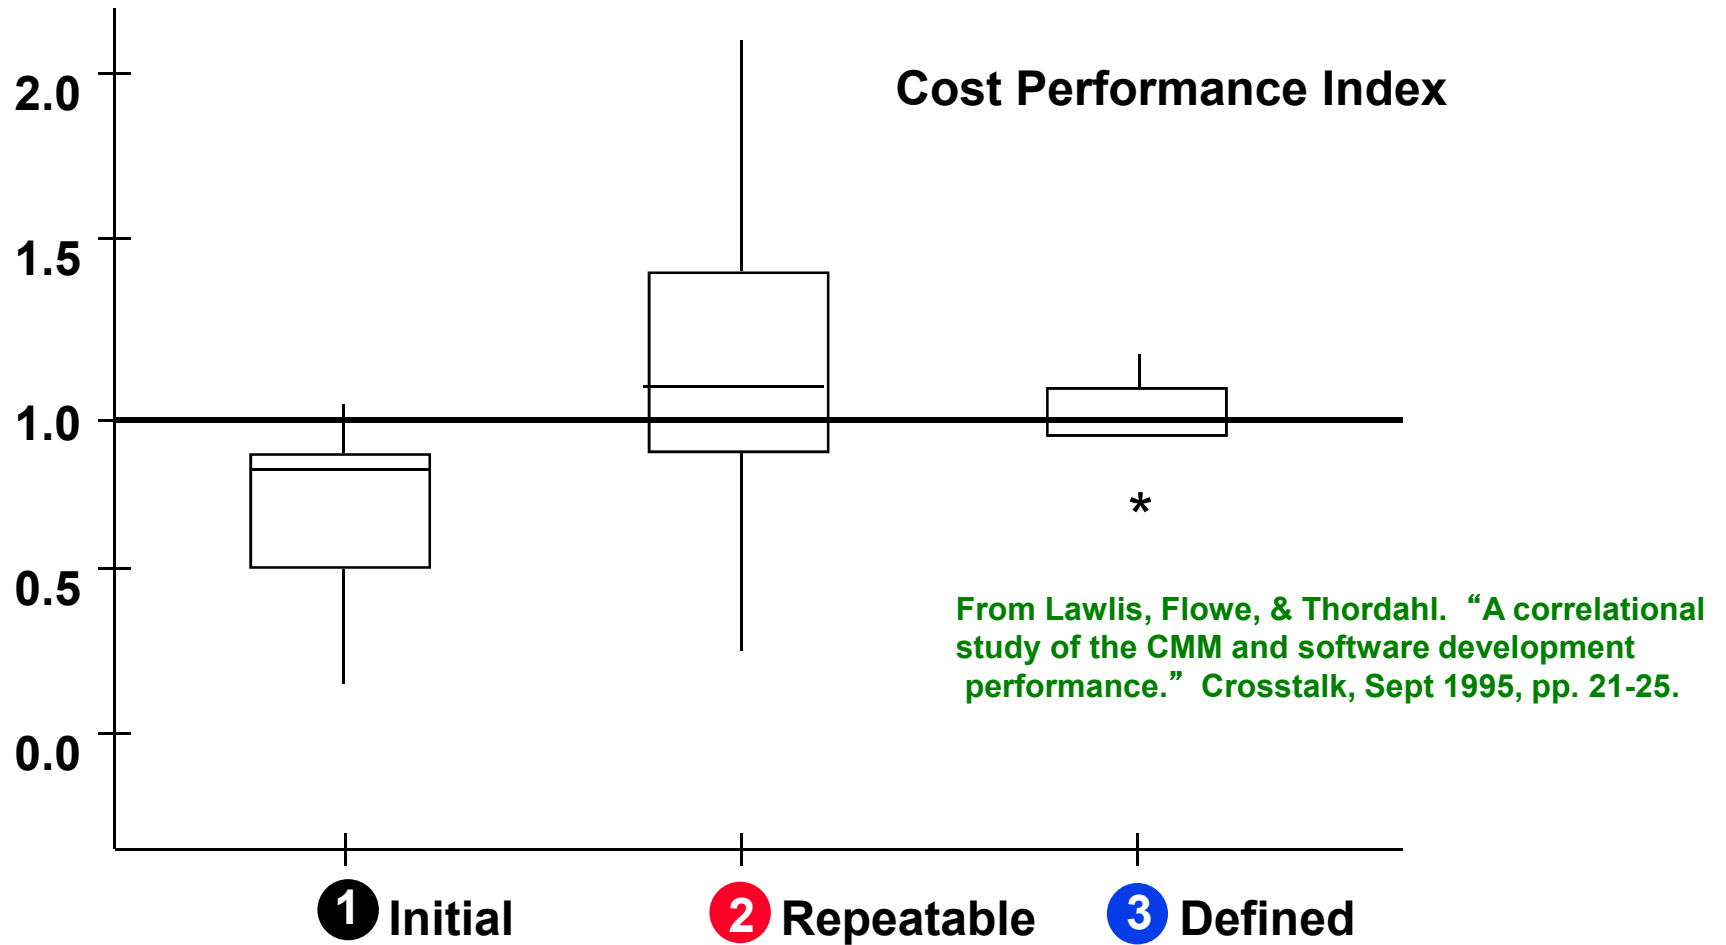 Cost Performance Index
2.0
1.5
1.0
0.5
0.0
*
From Lawlis, Flowe, & Thordahl. “A correlational
study of the CMM and software development
performance.” Crosstalk, Sept 1995, pp. 21-25.
1 Initial
2 Repeatable
3 Defined